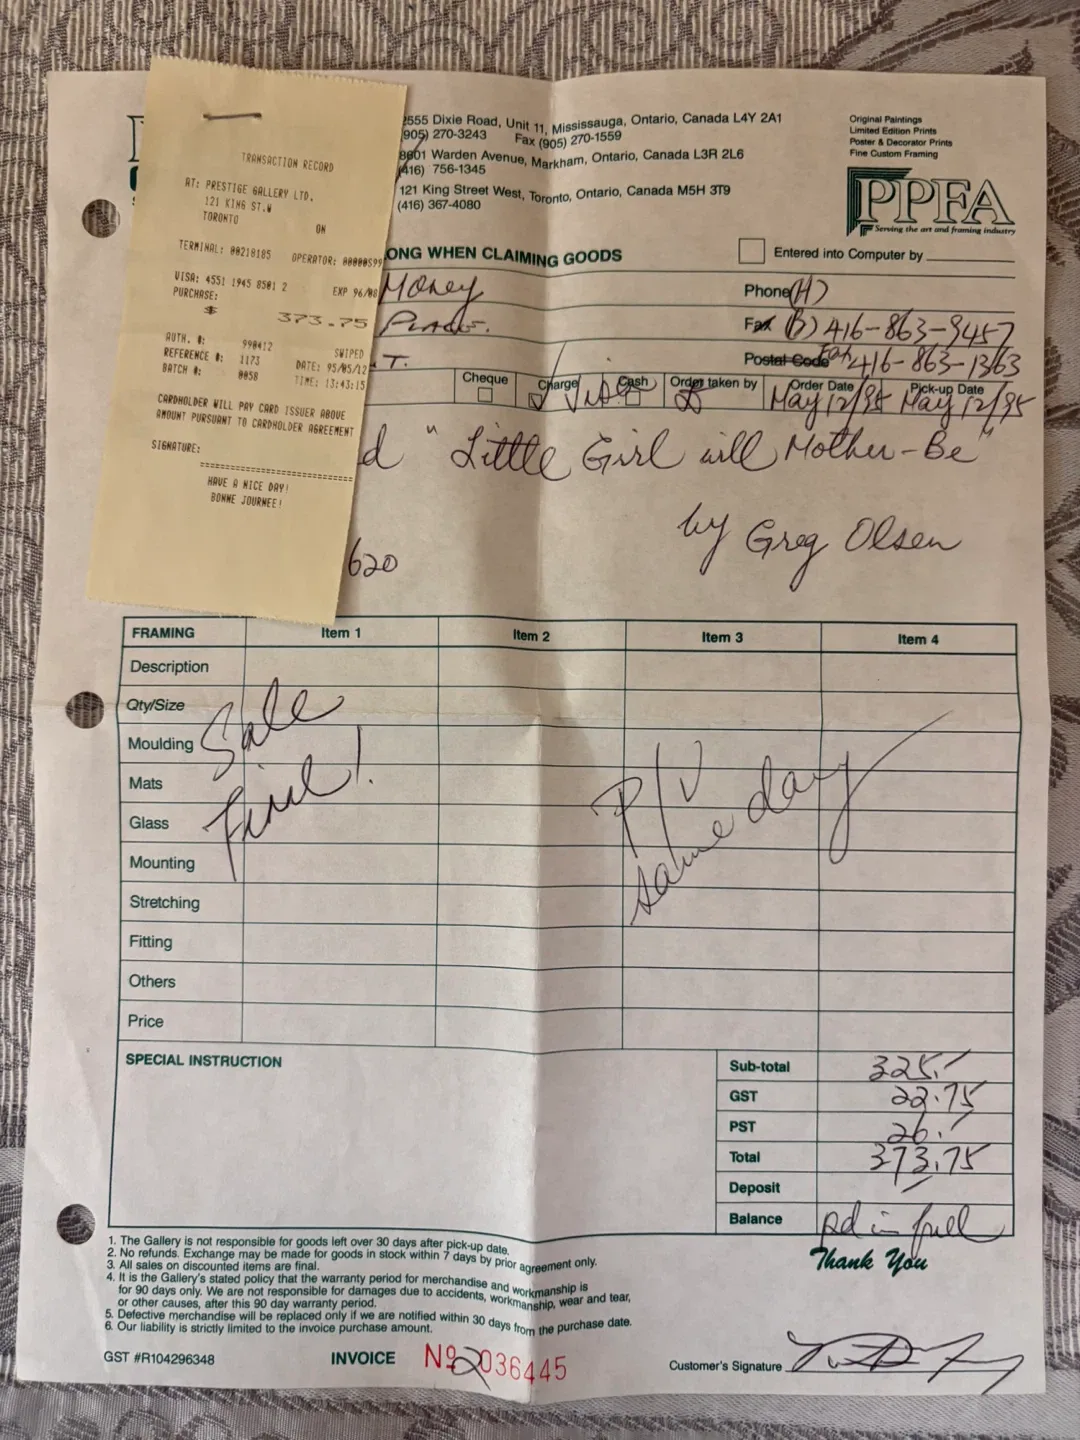 2555 Dixie Road, Unit 11, Mississauga, Ontario, Canada L4Y 2A1
(905) 270-3243 Fax (905) 270-1559
8601 Warden Avenue, Markham, Ontario, Canada L3R 2L6
(416) 756-1345
121 King Street West, Toronto, Ontario, Canada M5H 3T9
(416) 367-4080
Original Paintings
Limited Edition Prints
Poster & Decorator Prints
Fine Custom Framing
PPFA
Serving the art and framing industry
TRANSACTION RECORD
AT: PRESTIGE GALLERY LTD.
121 KING ST.W
TORONTO ON
TERMINAL: 00218185 OPERATOR: 00000599
VISA: 4551 1945 8501 2 EXP 96/08
PURCHASE:
$ 373.75
AUTH. #: 990412 SWIPED
REFERENCE #: 1173 DATE: 95/05/12
BATCH #: 0058 TIME: 13:43:15
CARDHOLDER WILL PAY CARD ISSUER ABOVE
AMOUNT PURSUANT TO CARDHOLDER AGREEMENT
SIGNATURE:
HAVE A NICE DAY!
BONNE JOURNEE!
ONG WHEN CLAIMING GOODS Entered into Computer by
Money Phone (H)
Fax (B) 416-863-9457
T. Postal Code Fax 416-863-1363
Cheque Charge Visa Cash Order taken by Order Date May 12/95 Pick-up Date May 12/95
d "Little Girl will Mother-Be"
by Greg Olsen
620
FRAMING Item 1 Item 2 Item 3 Item 4
Description
Qty/Size
Moulding
Mats
Glass
Mounting
Stretching
Fitting
Others
Price
Sale
Final!
P/U
same day
SPECIAL INSTRUCTION
Sub-total 325.-
GST 22.75
PST 26.-
Total 373.75
Deposit -
Balance pd in full
Thank You
1. The Gallery is not responsible for goods left over 30 days after pick-up date.
2. No refunds. Exchange may be made for goods in stock within 7 days by prior agreement only.
3. All sales on discounted items are final.
4. It is the Gallery's stated policy that the warranty period for merchandise and workmanship is
for 90 days only. We are not responsible for damages due to accidents, workmanship, wear and tear,
or other causes, after this 90 day warranty period.
5. Defective merchandise will be replaced only if we are notified within 30 days from the purchase date.
6. Our liability is strictly limited to the invoice purchase amount.
GST #R104296348 INVOICE Nº 2036445 Customer's Signature